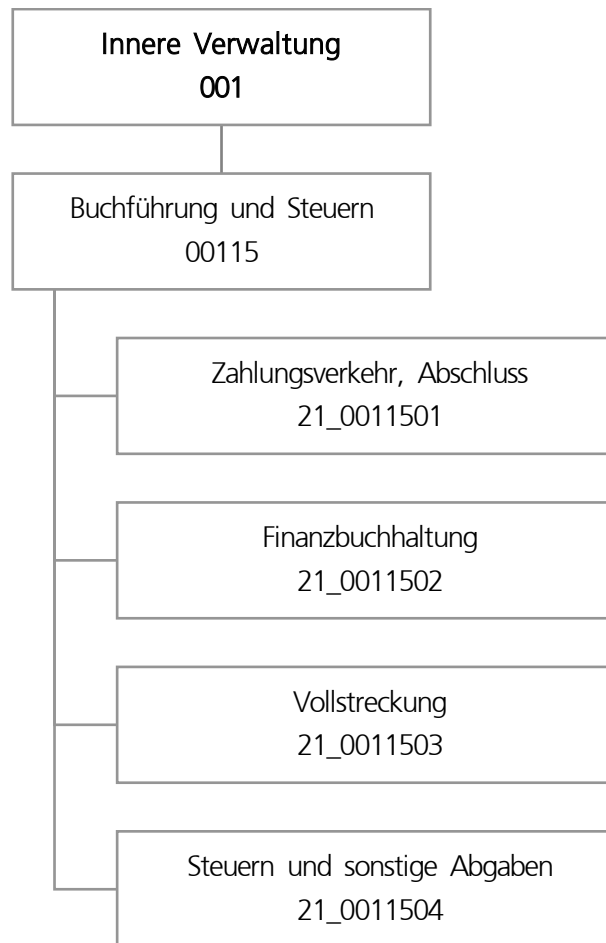 Innere Verwaltung
001
Buchführung und Steuern
00115
Zahlungsverkehr, Abschluss
21_0011501
Finanzbuchhaltung
21_0011502
Vollstreckung
21_0011503
Steuern und sonstige Abgaben
21_0011504